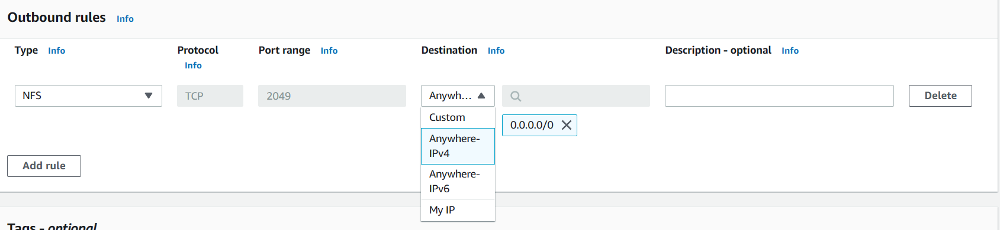 Outbound rules Info
Type Info
Protocol Info
Port range Info
Destination Info
Description - optional Info
NFS
TCP
2049
Anywh...
Delete
Custom
Anywhere-
IPv4
Anywhere-
IPv6
My IP
0.0.0.0/0
Add rule
Tags - optional